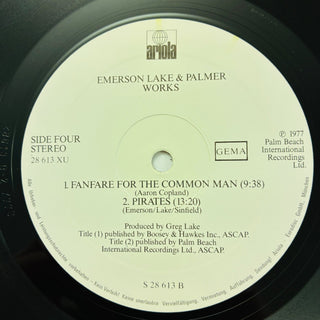 ariola
EMERSON LAKE & PALMER
WORKS
SIDE FOUR
STEREO
28 613 XU
GEMA
℗ 1977
Palm Beach
International
Recordings
Ltd.
1. FANFARE FOR THE COMMON MAN (9:38)
(Aaron Copland)
2. PIRATES (13:20)
(Emerson/Lake/Sinfield)
Produced by Greg Lake
Title (1) published by Boosey & Hawkes Inc., ASCAP.
Title (2) published by Palm Beach
International Recordings Ltd., ASCAP.
S 28 613 B